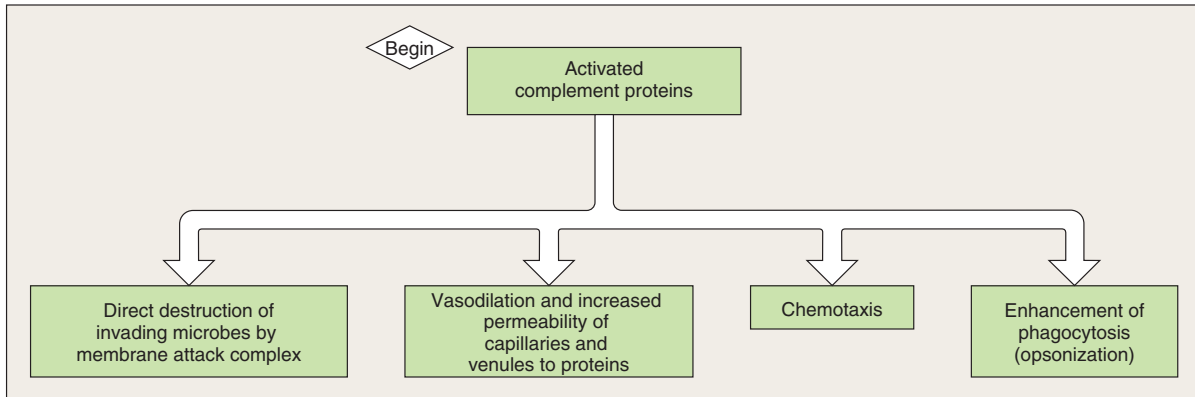 Begin
Activated
complement proteins
Direct destruction of
invading microbes by
membrane attack complex
Vasodilation and increased
permeability of
capillaries and
venules to proteins
Chemotaxis
Enhancement of
phagocytosis
(opsonization)